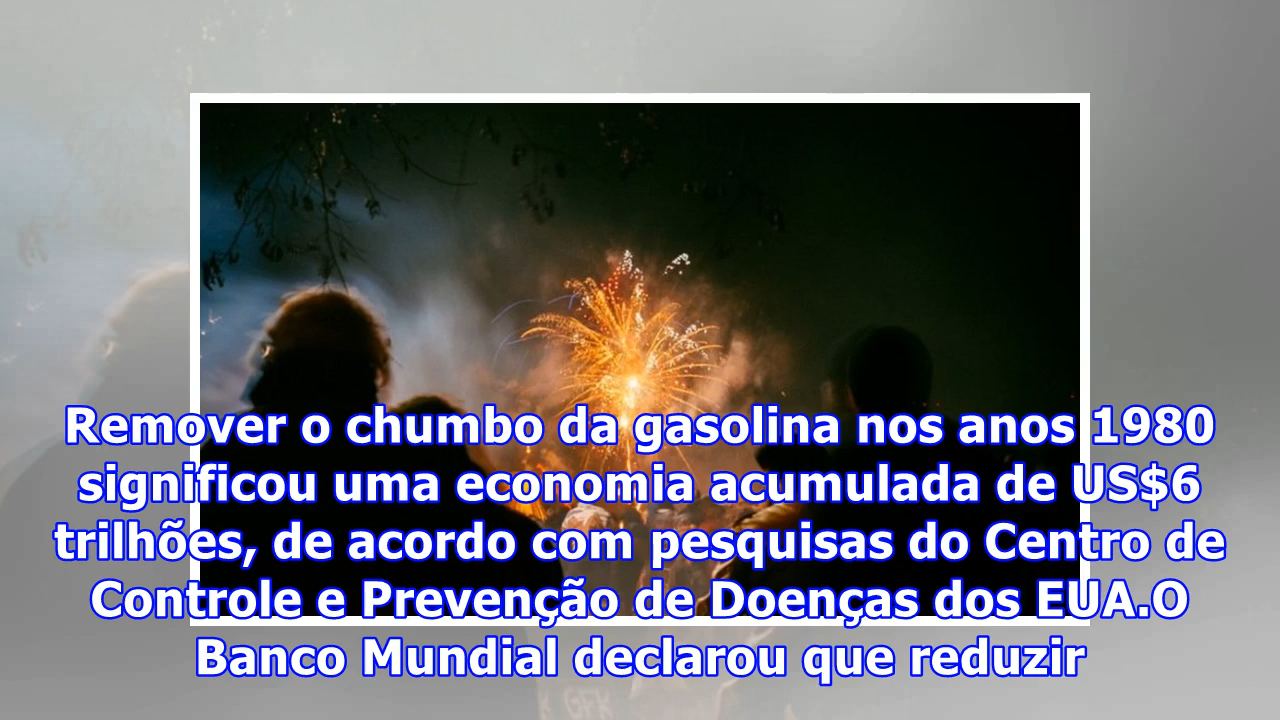 Remover o chumbo da gasolina nos anos 1980
significou uma economia acumulada de US$6
trilhões, de acordo com pesquisas do Centro de
Controle e Prevenção de Doenças dos EUA.O
Banco Mundial declarou que reduzir